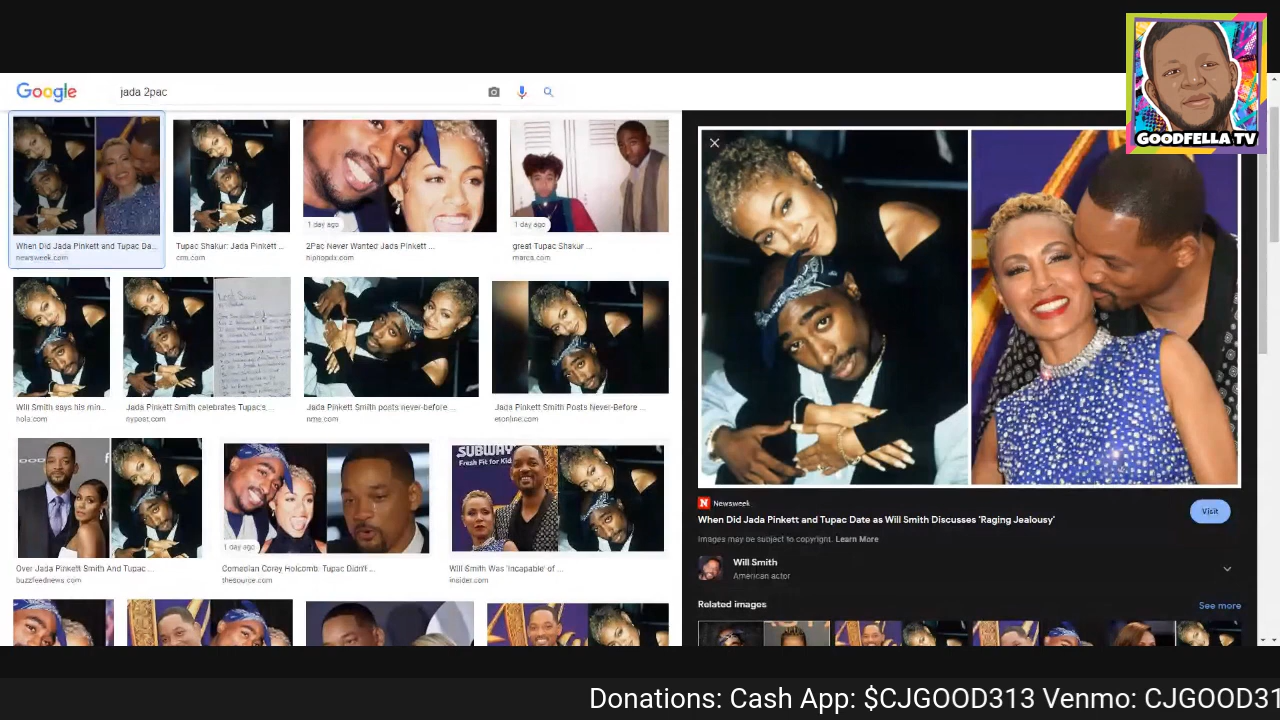 GOODFELLA TV
Google
jada 2pac
When Did Jada Pinkett and Tupac Da...
newsweek.com
Tupac Shakur: Jada Pinkett ...
1 day ago
2Pac Never Wanted Jada Pinkett ...
hiphopdx.com
1 day ago
great Tupac Shakur ...
marca.com
Will Smith says his min...
nola.com
Jada Pinkett Smith celebrates Tupac's ...
nypost.com
Jada Pinkett Smith posts never-before ...
nme.com
Jada Pinkett Smith Posts Never-Before ...
etonline.com
Over Jada Pinkett Smith And Tupac ...
buzzfeednews.com
1 day ago
Comedian Corey Holcomb: Tupac Didn't ...
thesource.com
SUBWAY
Fresh Fit for Kid
Will Smith Was 'Incapable' of ...
insider.com
N Newsweek
When Did Jada Pinkett and Tupac Date as Will Smith Discusses 'Raging Jealousy'
Visit
Images may be subject to copyright. Learn More
Will Smith
American actor
Related images
See more
Donations: Cash App: $CJGOOD313 Venmo: CJGOOD31